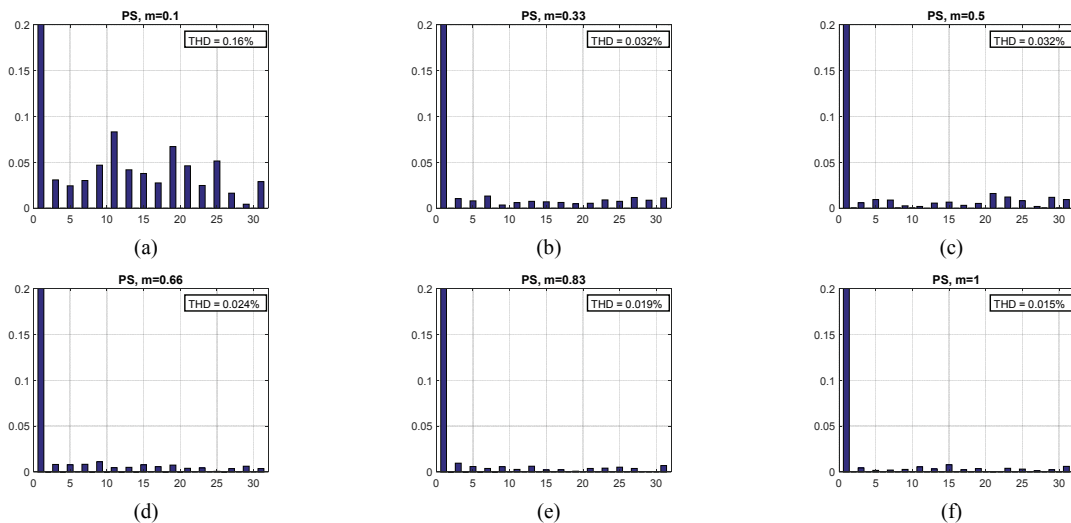 PS, m=0.1
THD = 0.16%
0.2
0.15
0.1
0.05
0
0 5 10 15 20 25 30
(a)
PS, m=0.33
THD = 0.032%
0.2
0.15
0.1
0.05
0
0 5 10 15 20 25 30
(b)
PS, m=0.5
THD = 0.032%
0.2
0.15
0.1
0.05
0
0 5 10 15 20 25 30
(c)
PS, m=0.66
THD = 0.024%
0.2
0.15
0.1
0.05
0
0 5 10 15 20 25 30
(d)
PS, m=0.83
THD = 0.019%
0.2
0.15
0.1
0.05
0
0 5 10 15 20 25 30
(e)
PS, m=1
THD = 0.015%
0.2
0.15
0.1
0.05
0
0 5 10 15 20 25 30
(f)